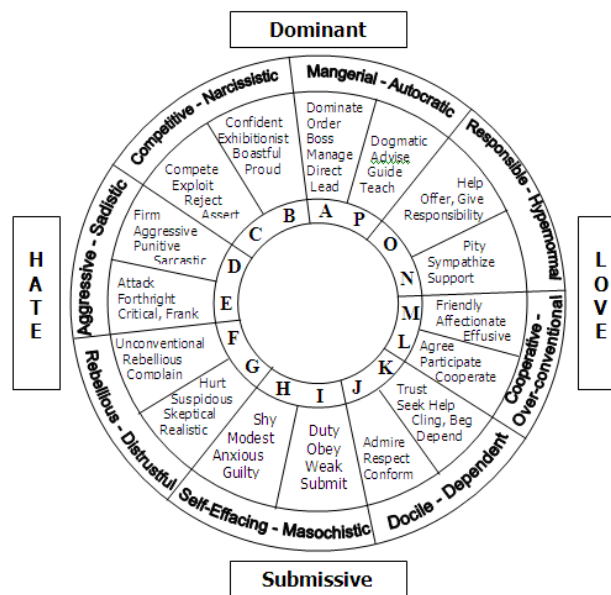 Dominant
Mangerial - Autocratic
Responsible - Hypernormal
LOVE
Cooperative -
Over-conventional
Docile - Dependent
Submissive
Self-Effacing - Masochistic
Rebellious - Distrustful
HATE
Aggressive - Sadistic
Competitive - Narcissistic
Dominate
Order
Boss
Manage
Direct
Lead
A
Dogmatic
Advise
Guide
Teach
P
Help
Offer, Give
Responsibility
O
Pity
Sympathize
Support
N
Friendly
Affectionate
Effusive
M
Agree
Participate
Cooperate
L
Trust
Seek Help
Cling, Beg
Depend
K
Admire
Respect
Conform
J
Duty
Obey
Weak
Submit
I
Shy
Modest
Anxious
Guilty
H
Hurt
Suspidous
Skeptical
Realistic
G
Unconventional
Rebellious
Complain
F
Attack
Forthright
Critical, Frank
E
Firm
Aggressive
Punitive
Sarcastic
D
Compete
Exploit
Reject
Assert
C
Confident
Exhibitionist
Boastful
Proud
B